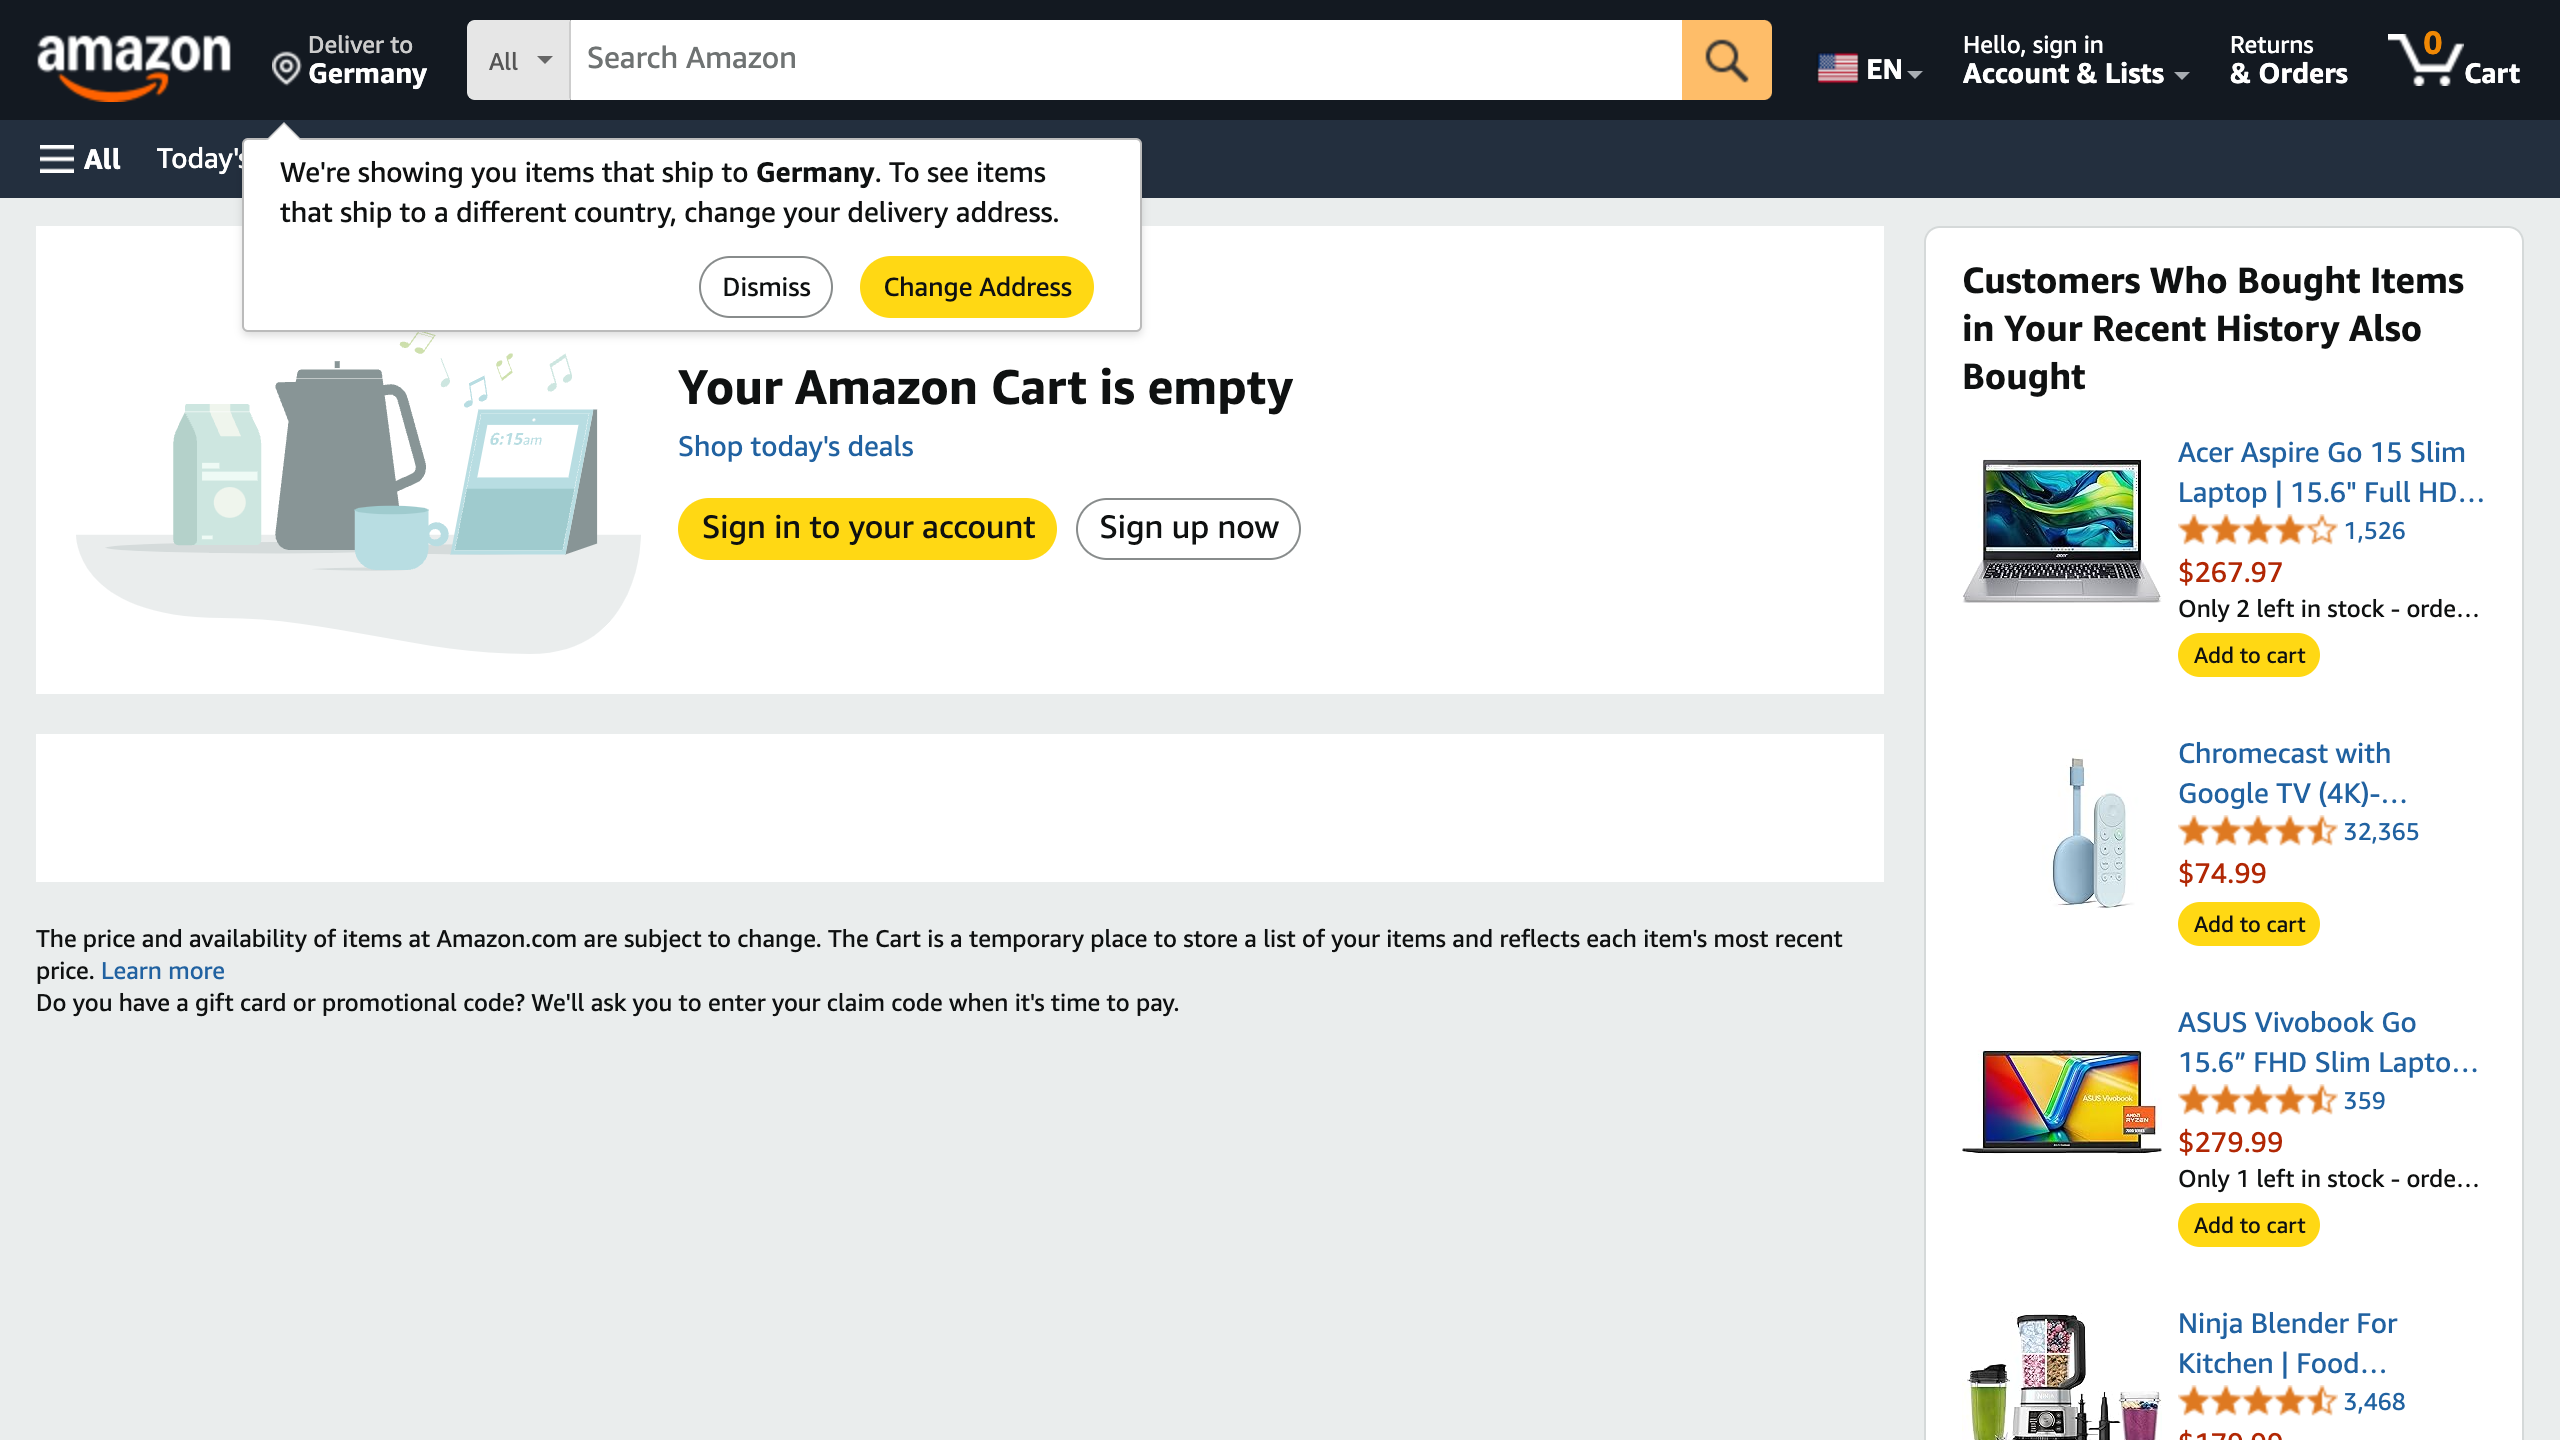 amazon
Deliver to
Germany
All
Search Amazon
EN
Hello, sign in
Account & Lists
Returns
& Orders
0
Cart
All
Today's
We're showing you items that ship to Germany. To see items
that ship to a different country, change your delivery address.
Dismiss
Change Address
6:15am
Your Amazon Cart is empty
Shop today's deals
Sign in to your account
Sign up now
The price and availability of items at Amazon.com are subject to change. The Cart is a temporary place to store a list of your items and reflects each item's most recent
price. Learn more
Do you have a gift card or promotional code? We'll ask you to enter your claim code when it's time to pay.
Customers Who Bought Items
in Your Recent History Also
Bought
Acer Aspire Go 15 Slim
Laptop | 15.6" Full HD…
1,526
$267.97
Only 2 left in stock - orde…
Add to cart
Chromecast with
Google TV (4K)-…
32,365
$74.99
Add to cart
ASUS Vivobook
AMD
RYZEN
ASUS Vivobook Go
15.6” FHD Slim Lapto…
359
$279.99
Only 1 left in stock - orde…
Add to cart
Ninja Blender For
Kitchen | Food…
3,468
$179.99